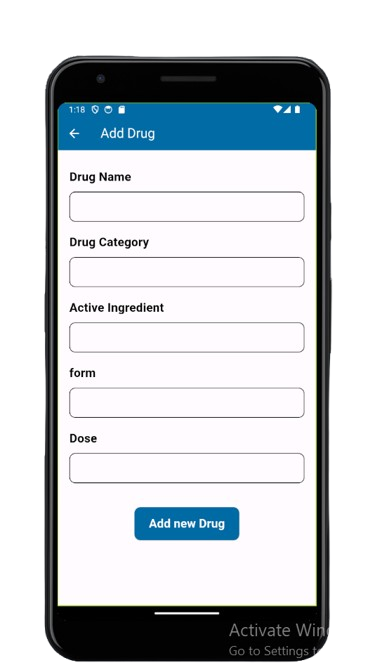 1:18
Add Drug
Drug Name
Drug Category
Active Ingredient
form
Dose
Add new Drug
Activate Win
Go to Settings t